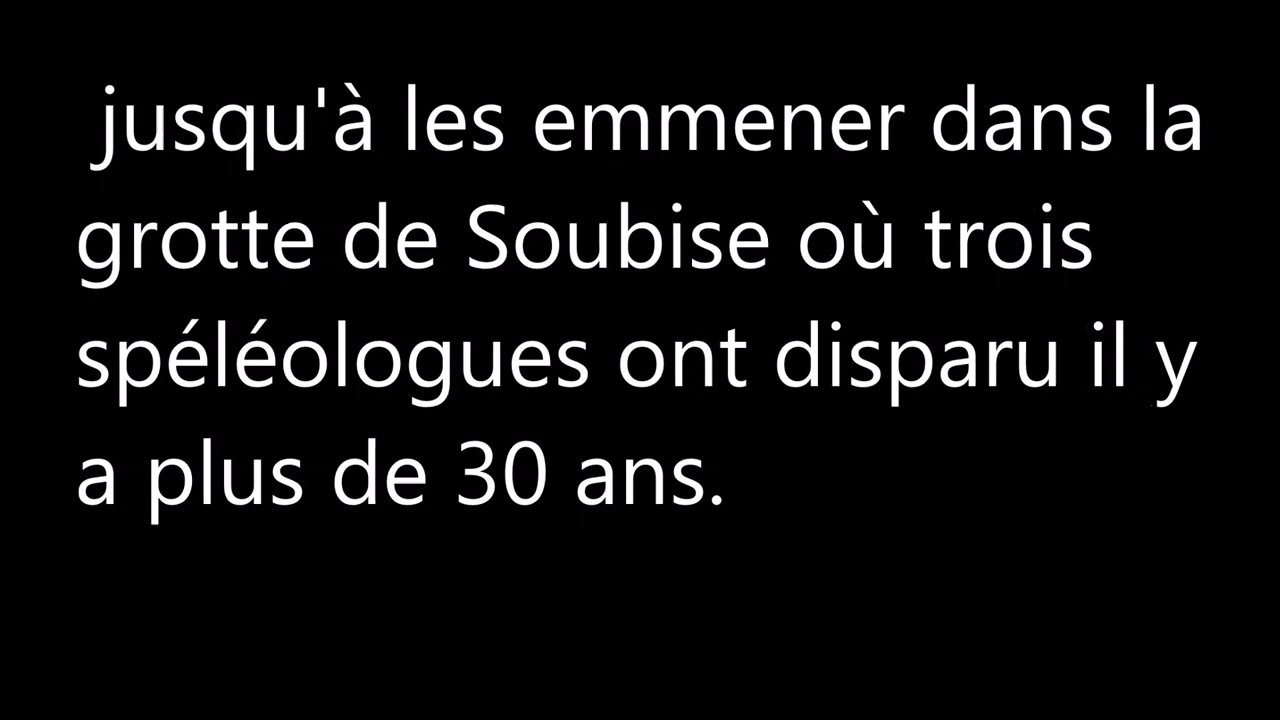 jusqu'à les emmener dans la
grotte de Soubise où trois
spéléologues ont disparu il y
a plus de 30 ans.